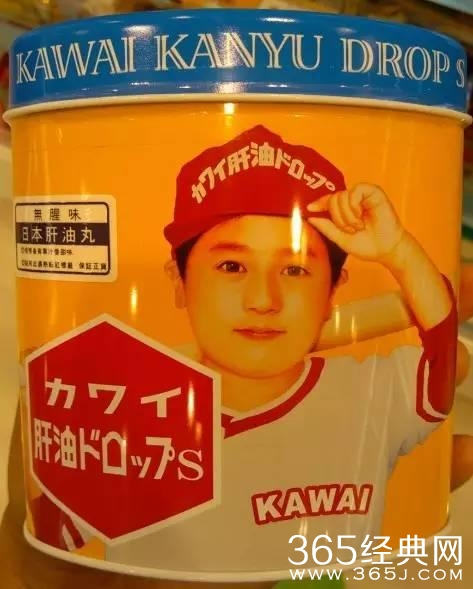 KAWAI KANYU DROP S
カワイ肝油ドロップ
無腥味
日本肝油丸
カワイ
肝油ドロップS
KAWAI
365经典网
WWW.365J.COM